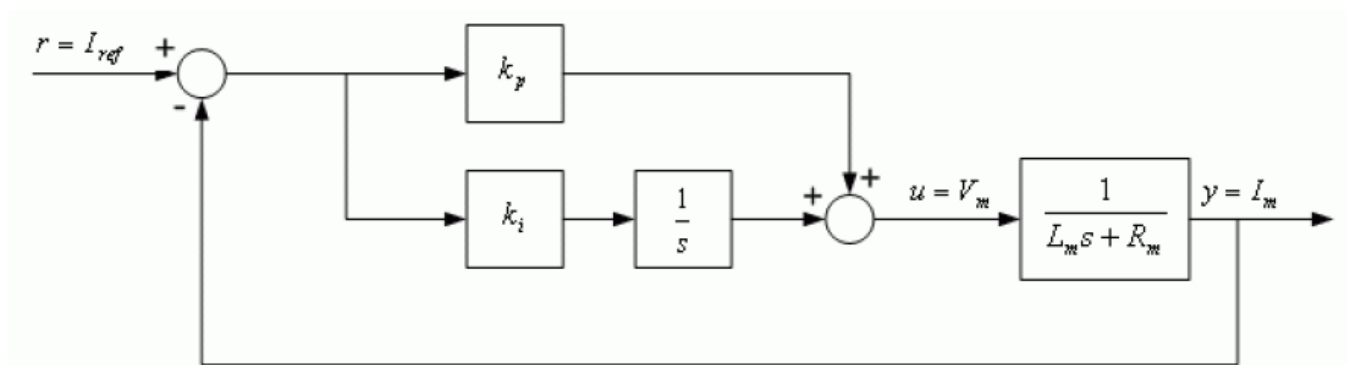 r = I_ref
+
-
k_p
k_i
1
s
+
+
u = V_m
1
L_m s + R_m
y = I_m